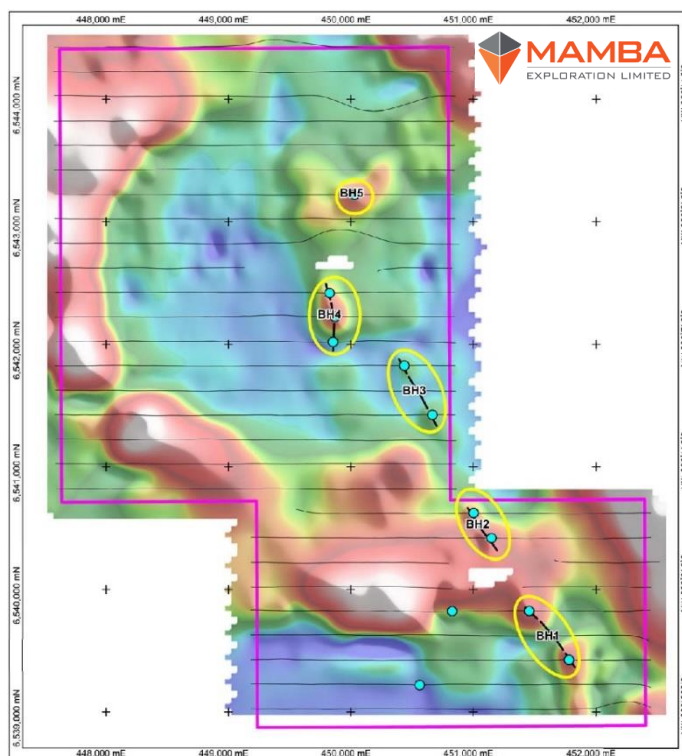 448,000 mE 449,000 mE 450,000 mE 451,000 mE 452,000 mE
MAMBA
EXPLORATION LIMITED
6,544,000 mN
BH5
6,543,000 mN
BH4
6,542,000 mN
BH3
6,541,000 mN
BH2
6,540,000 mN
BH1
6,539,000 mN
448,000 mE 449,000 mE 450,000 mE 451,000 mE 452,000 mE